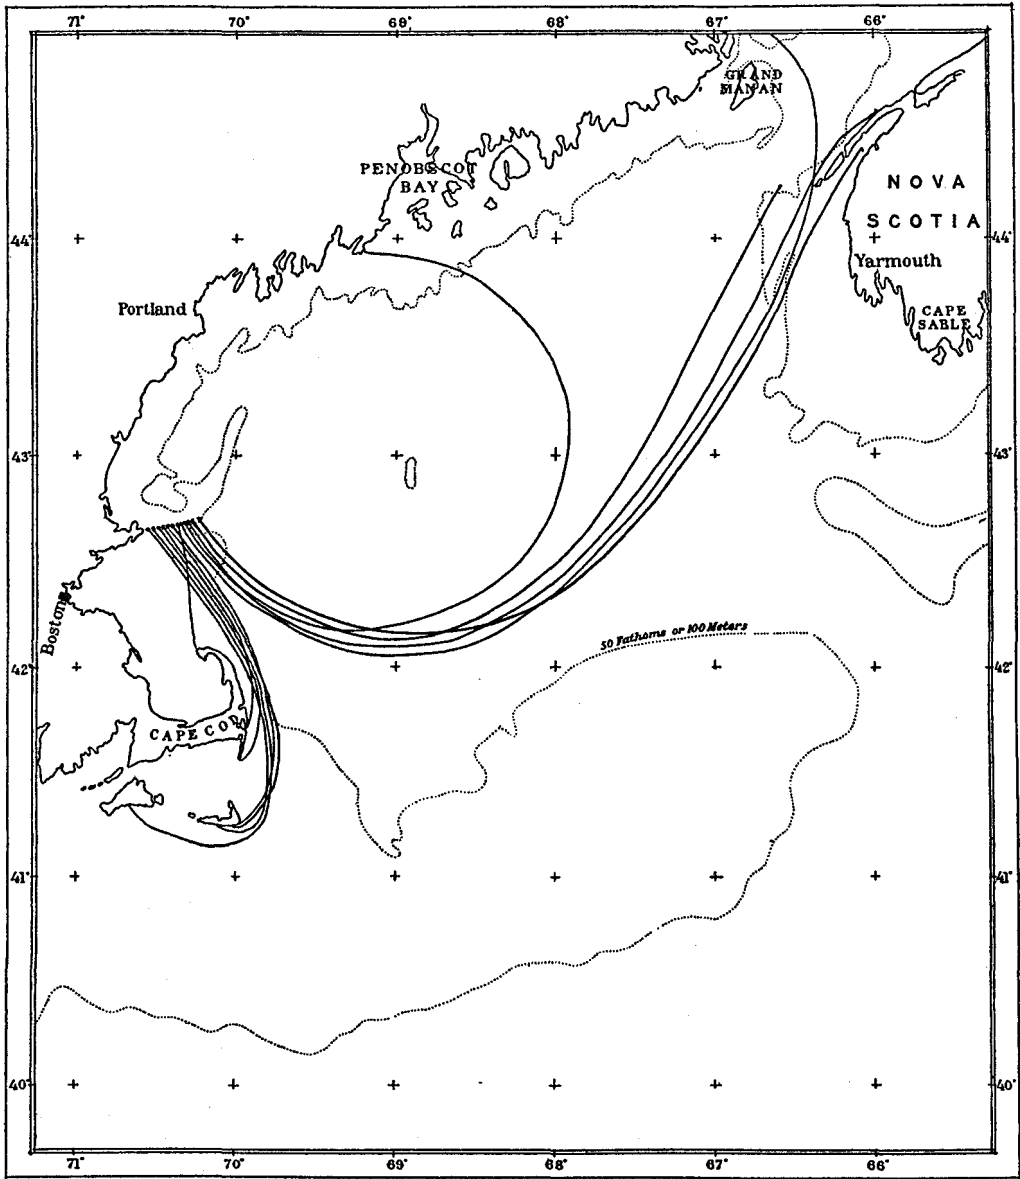 71° 70° 69° 68° 67° 66°
GRAND
MANAN
PENOBSCOT
BAY
NOVA
SCOTIA
44° 44°
Yarmouth
Portland
CAPE
SABLE
43° 43°
Boston
50 Fathoms or 100 Meters
42° 42°
CAPE COD
41° 41°
40° 40°
71° 70° 69° 68° 67° 66°